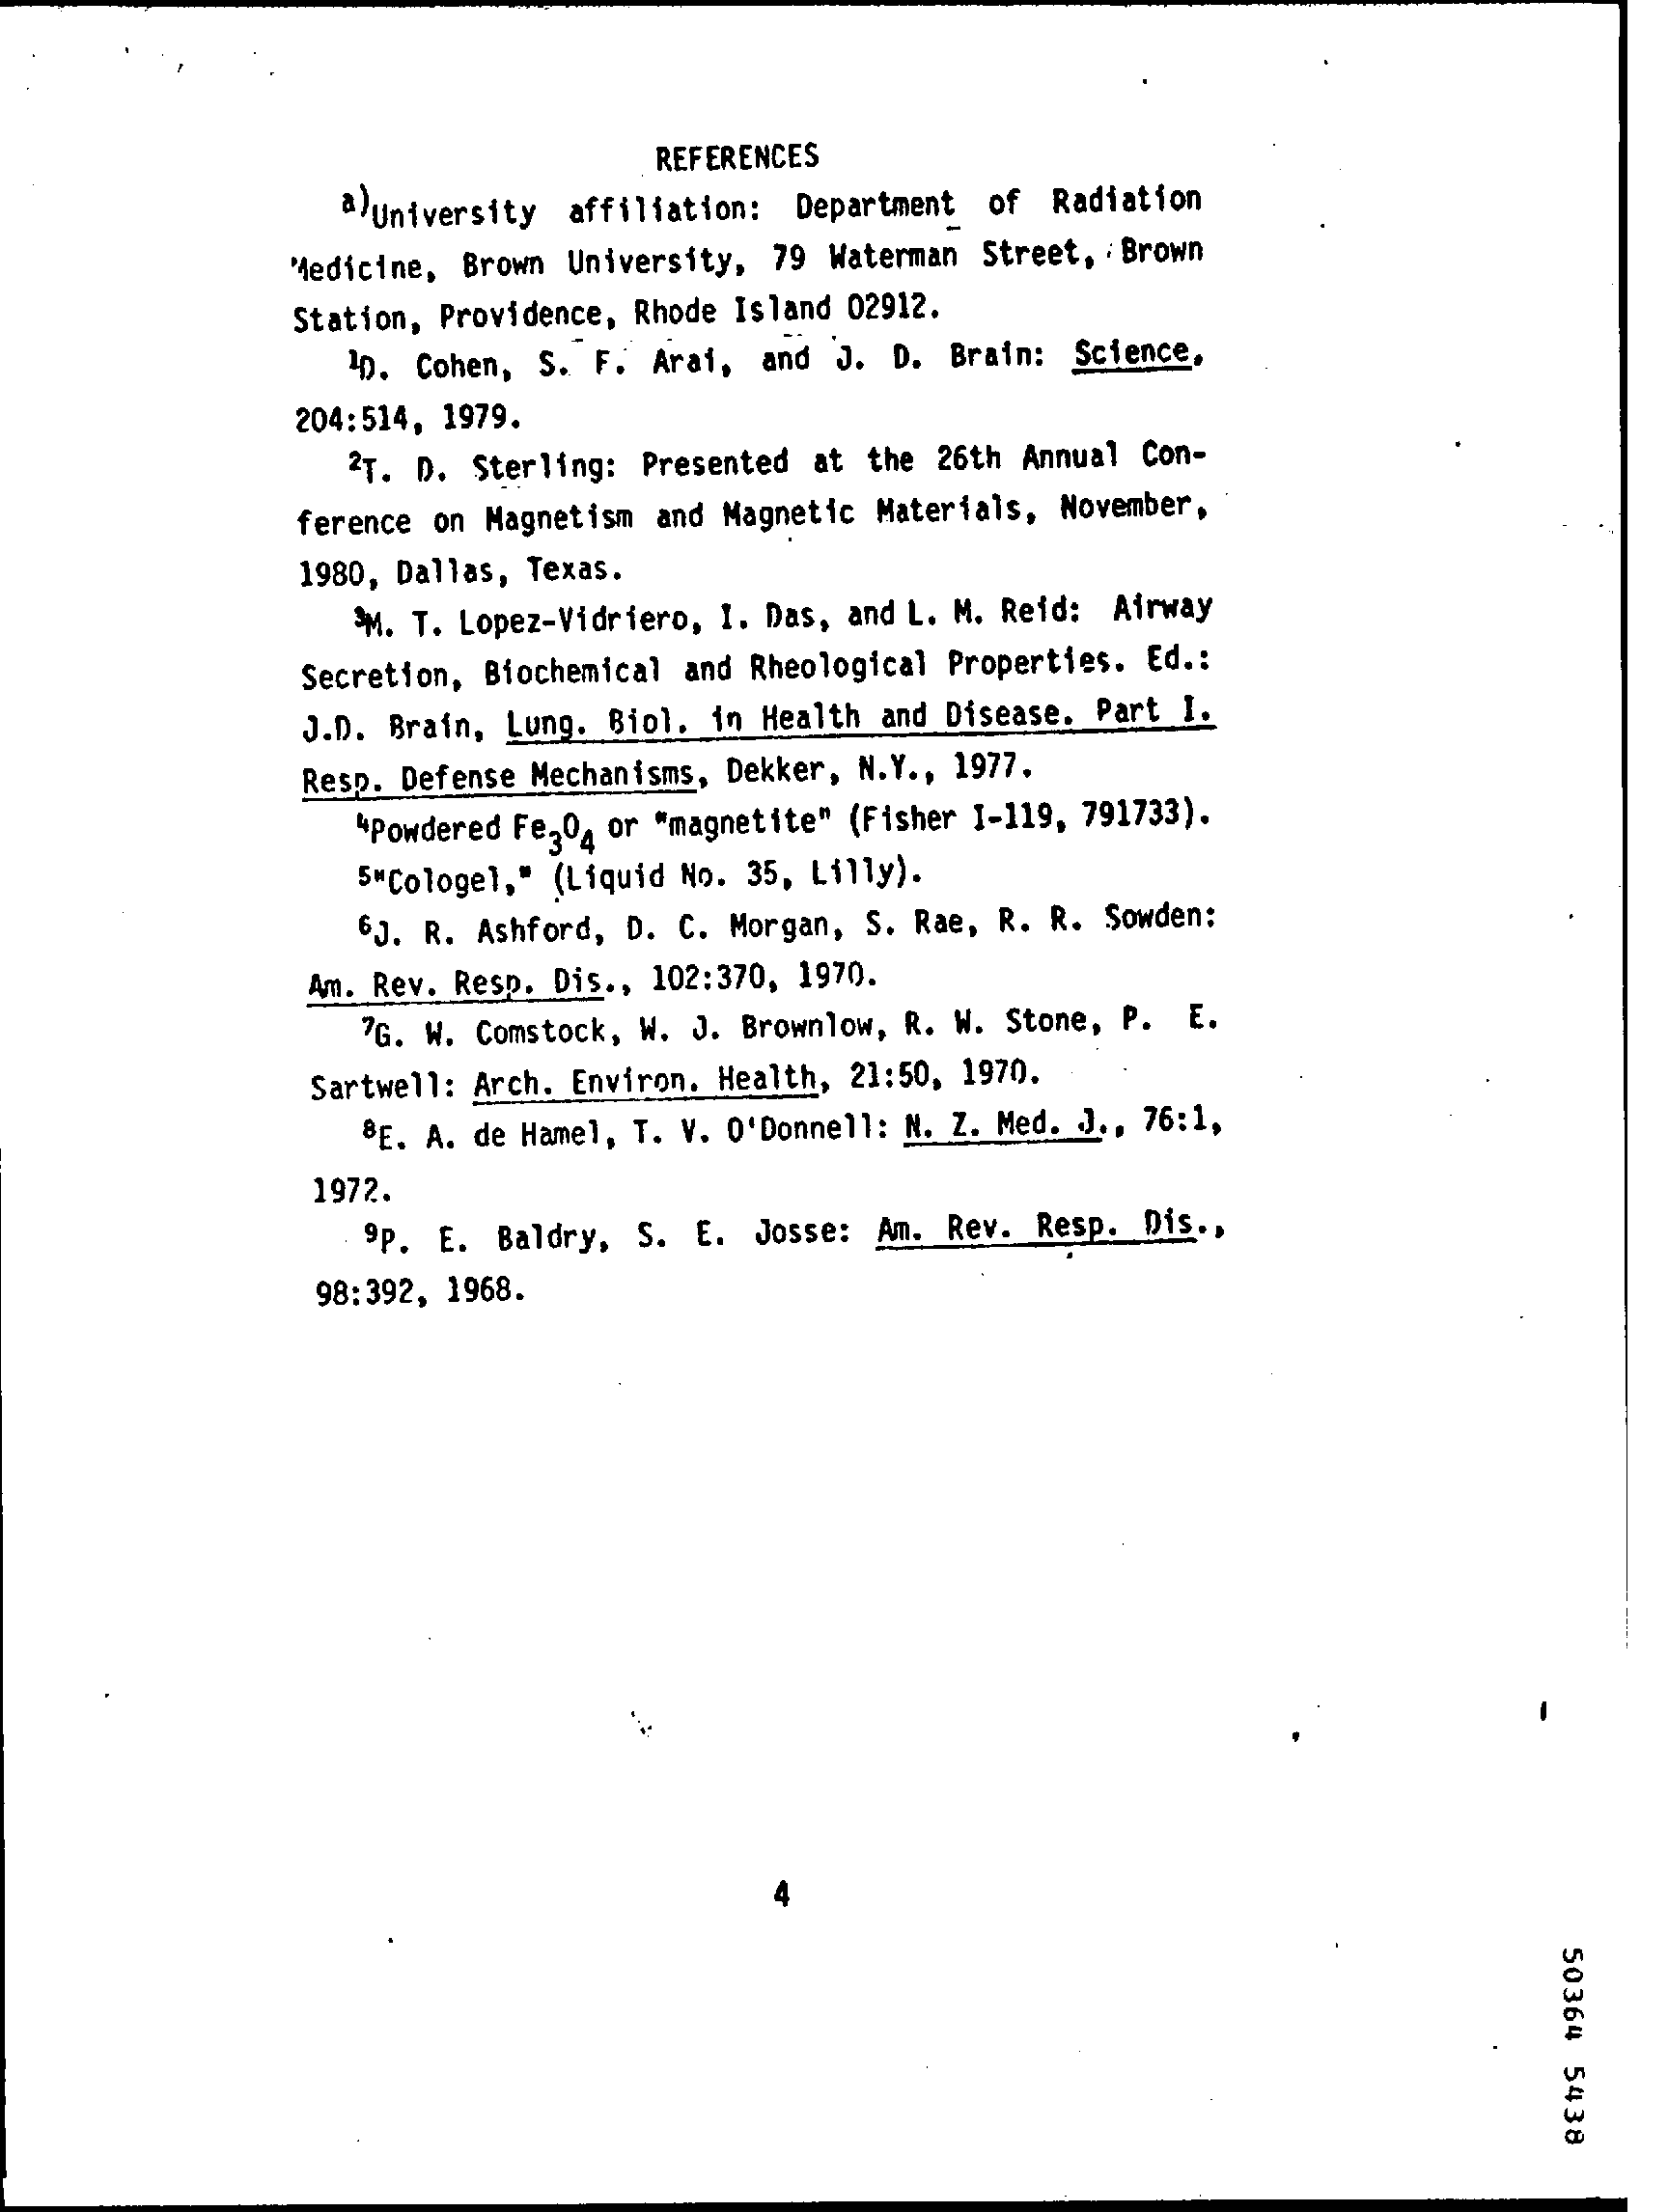 REFERENCES
a)University affiliation: Department of Radiation
Medicine, Brown University, 79 Waterman Street, Brown
Station, Providence, Rhode Island 02912.
1D. Cohen, S. F. Arai, and J. D. Brain: Science,
204:514, 1979.
2T. D. Sterling: Presented at the 26th Annual Con-
ference on Magnetism and Magnetic Materials, November,
1980, Dallas, Texas.
3M. T. Lopez-Vidriero, I. Das, and L. M. Reid: Airway
Secretion, Biochemical and Rheological Properties. Ed.:
J.D. Brain, Lung. Biol. in Health and Disease. Part I.
Resp. Defense Mechanisms, Dekker, N.Y., 1977.
4Powdered Fe3O4 or "magnetite" (Fisher I-119, 791733).
5"Cologel," (Liquid No. 35, Lilly).
6J. R. Ashford, D. C. Morgan, S. Rae, R. R. Sowden:
Am. Rev. Resp. Dis., 102:370, 1970.
7G. W. Comstock, W. J. Brownlow, R. W. Stone, P. E.
Sartwell: Arch. Environ. Health, 21:50, 1970.
8E. A. de Hamel, T. V. O'Donnell: N. Z. Med. J., 76:1,
1972.
9P. E. Baldry, S. E. Josse: Am. Rev. Resp. Dis.,
98:392, 1968.
4
50364 5438